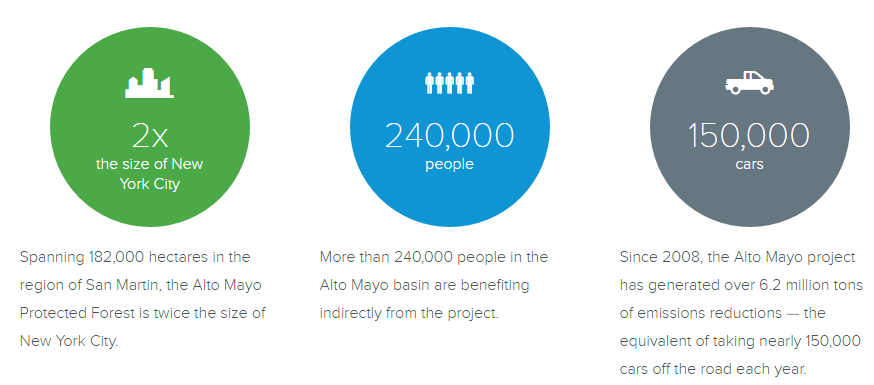 2x
the size of New
York City
Spanning 182,000 hectares in the
region of San Martin, the Alto Mayo
Protected Forest is twice the size of
New York City.
240,000
people
More than 240,000 people in the
Alto Mayo basin are benefiting
indirectly from the project.
150,000
cars
Since 2008, the Alto Mayo project
has generated over 6.2 million tons
of emissions reductions — the
equivalent of taking nearly 150,000
cars off the road each year.